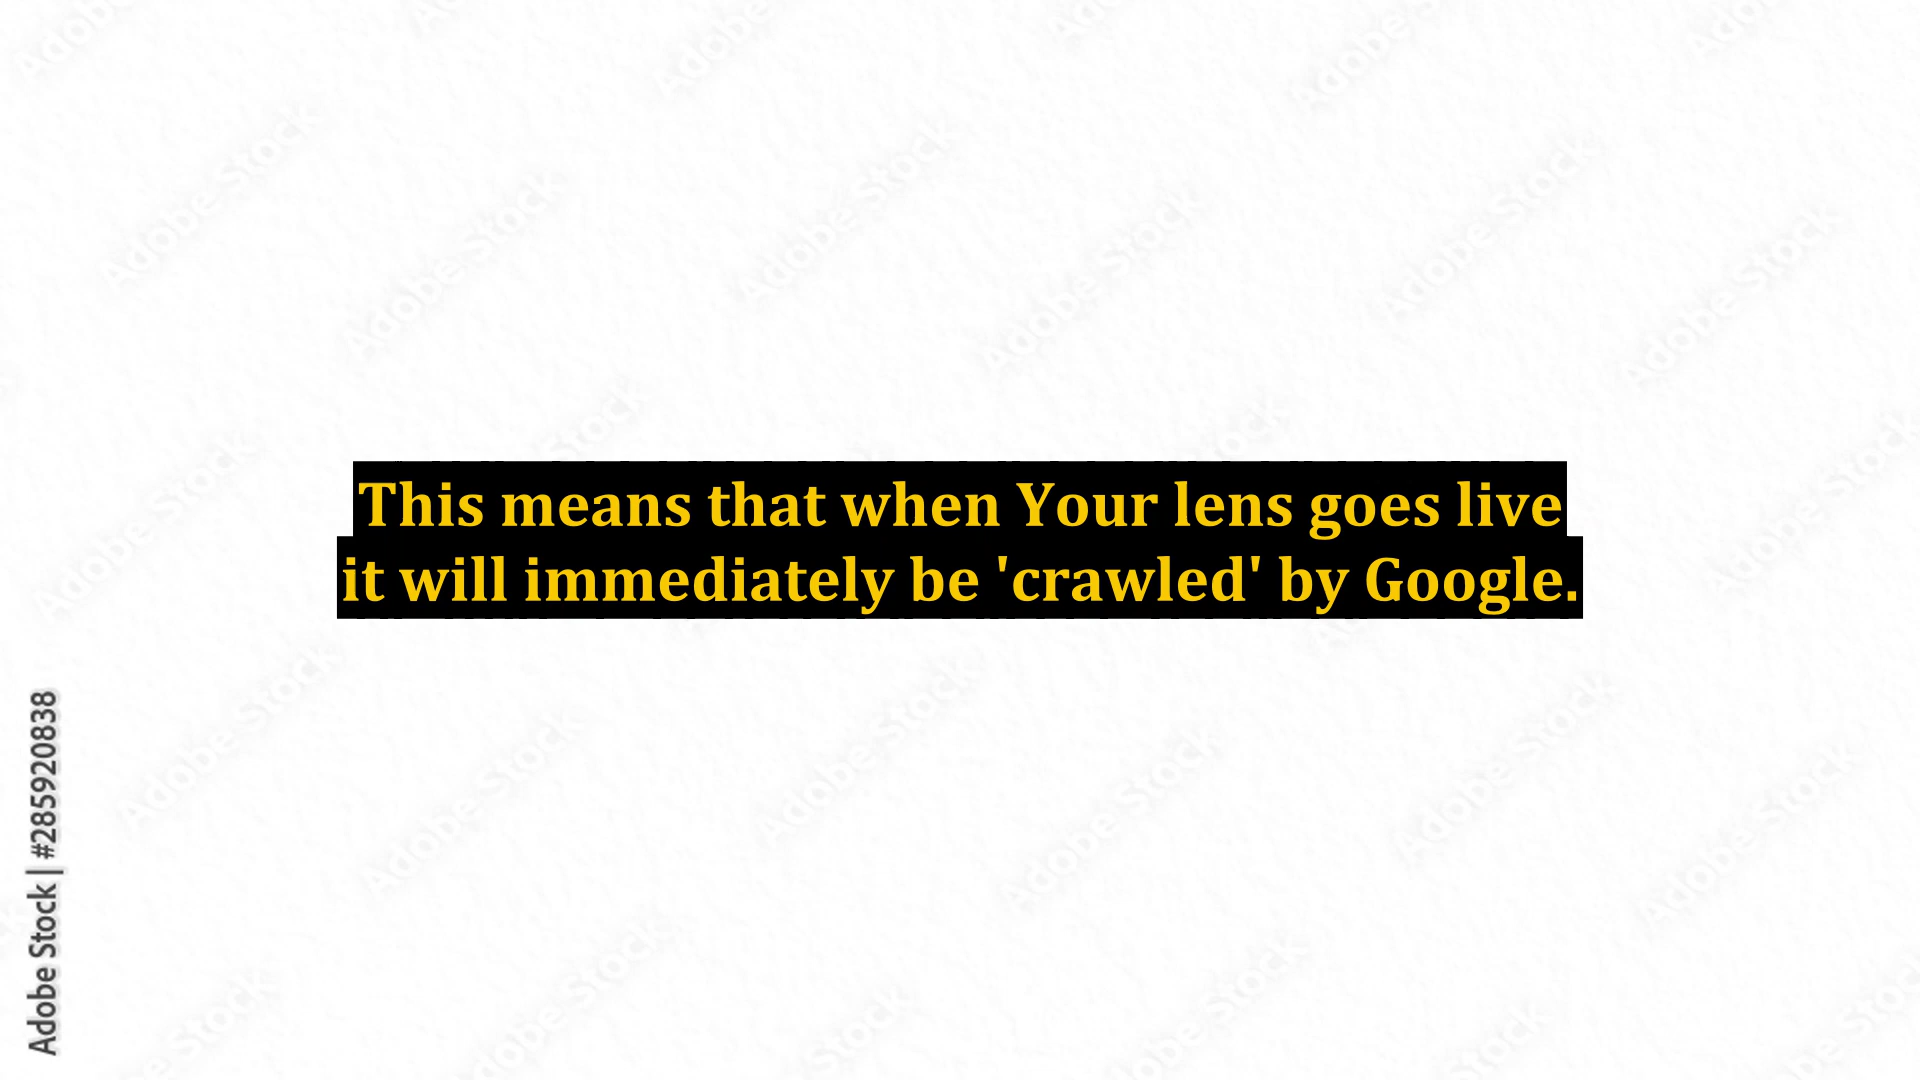 This means that when Your lens goes live
it will immediately be 'crawled' by Google.
Adobe Stock | #285920838